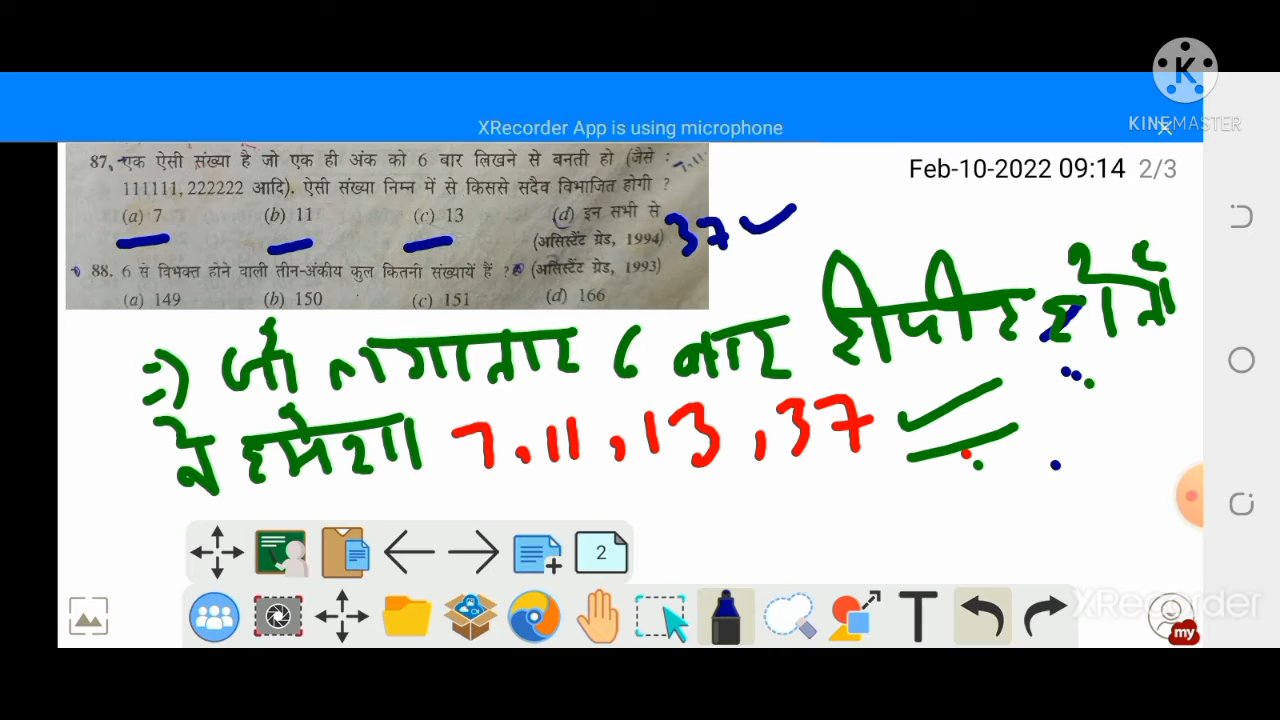 K
KINEMASTER
XRecorder App is using microphone
Feb-10-2022 09:14 2/3
87. एक ऐसी संख्या है जो एक ही अंक को 6 बार लिखने से बनती हो (जैसे :
111111, 222222 आदि). ऐसी संख्या निम्न में से किससे सदैव विभाजित होगी ?
(a) 7 (b) 11 (c) 13 (d) इन सभी से
(असिस्टैंट ग्रेड, 1994)
37
88. 6 से विभक्त होने वाली तीन-अंकीय कुल कितनी संख्यायें हैं ? (असिस्टैंट ग्रेड, 1993)
(a) 149 (b) 150 (c) 151 (d) 166
⇒ जो लगातार 6 बार रीपीट हो तो
वे हमेशा 7, 11, 13, 37
2
T
XRecorder
my